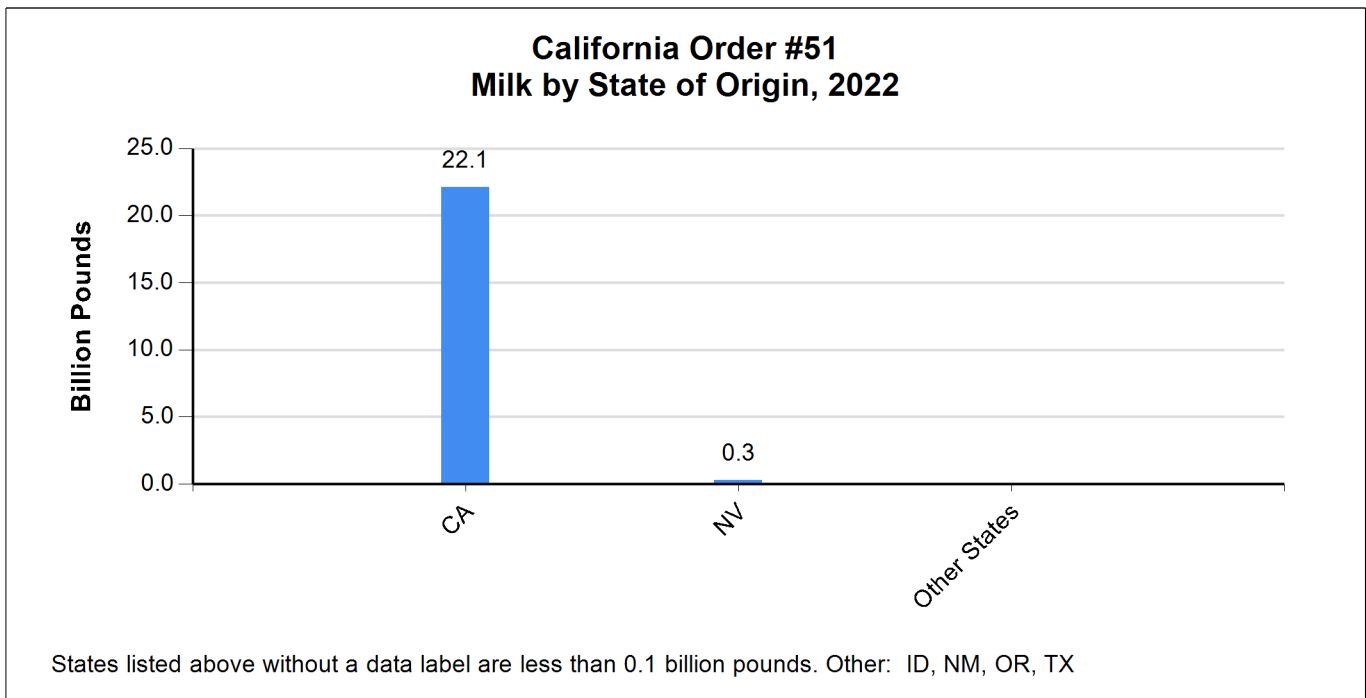 California Order #51
Milk by State of Origin, 2022
Billion Pounds
25.0
20.0
15.0
10.0
5.0
0.0
22.1
0.3
CA
NV
Other States
States listed above without a data label are less than 0.1 billion pounds. Other:  ID, NM, OR, TX